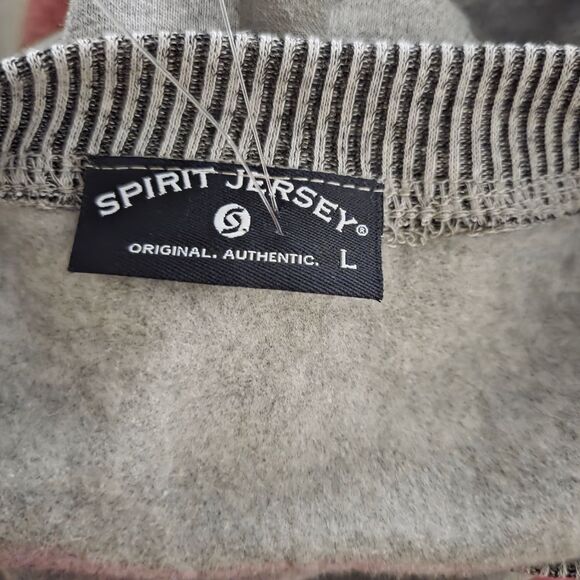 SPIRIT JERSEY®
S
ORIGINAL. AUTHENTIC. L